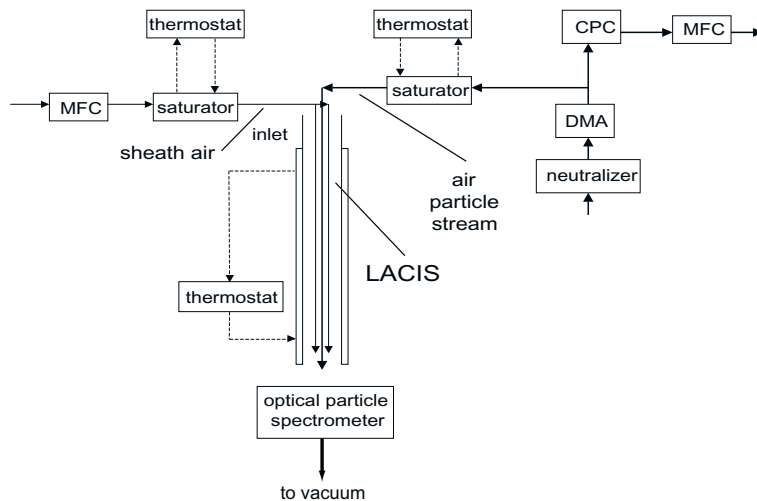 thermostat
thermostat
CPC
MFC
MFC
saturator
saturator
DMA
sheath air
inlet
neutralizer
air
particle
stream
LACIS
thermostat
optical particle
spectrometer
to vacuum